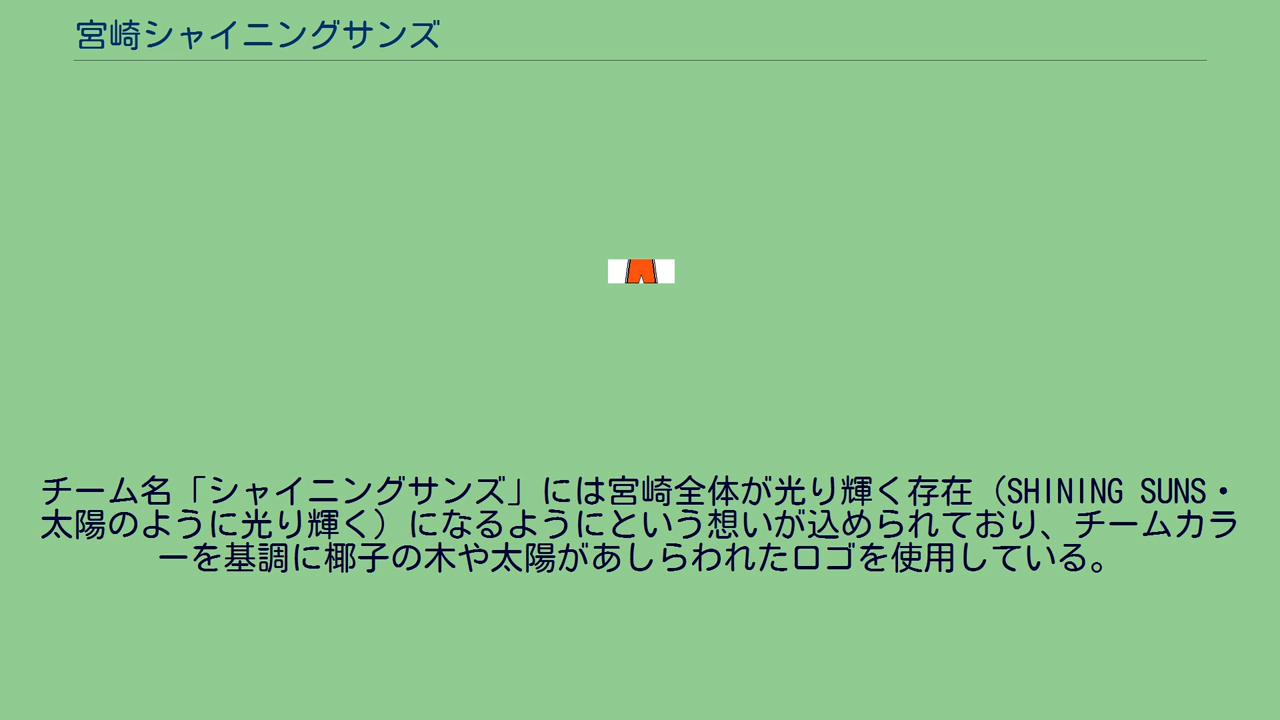 宮崎シャイニングサンズ
チーム名「シャイニングサンズ」には宮崎全体が光り輝く存在（SHINING SUNS・
太陽のように光り輝く）になるようにという想いが込められており、チームカラ
ーを基調に椰子の木や太陽があしらわれたロゴを使用している。